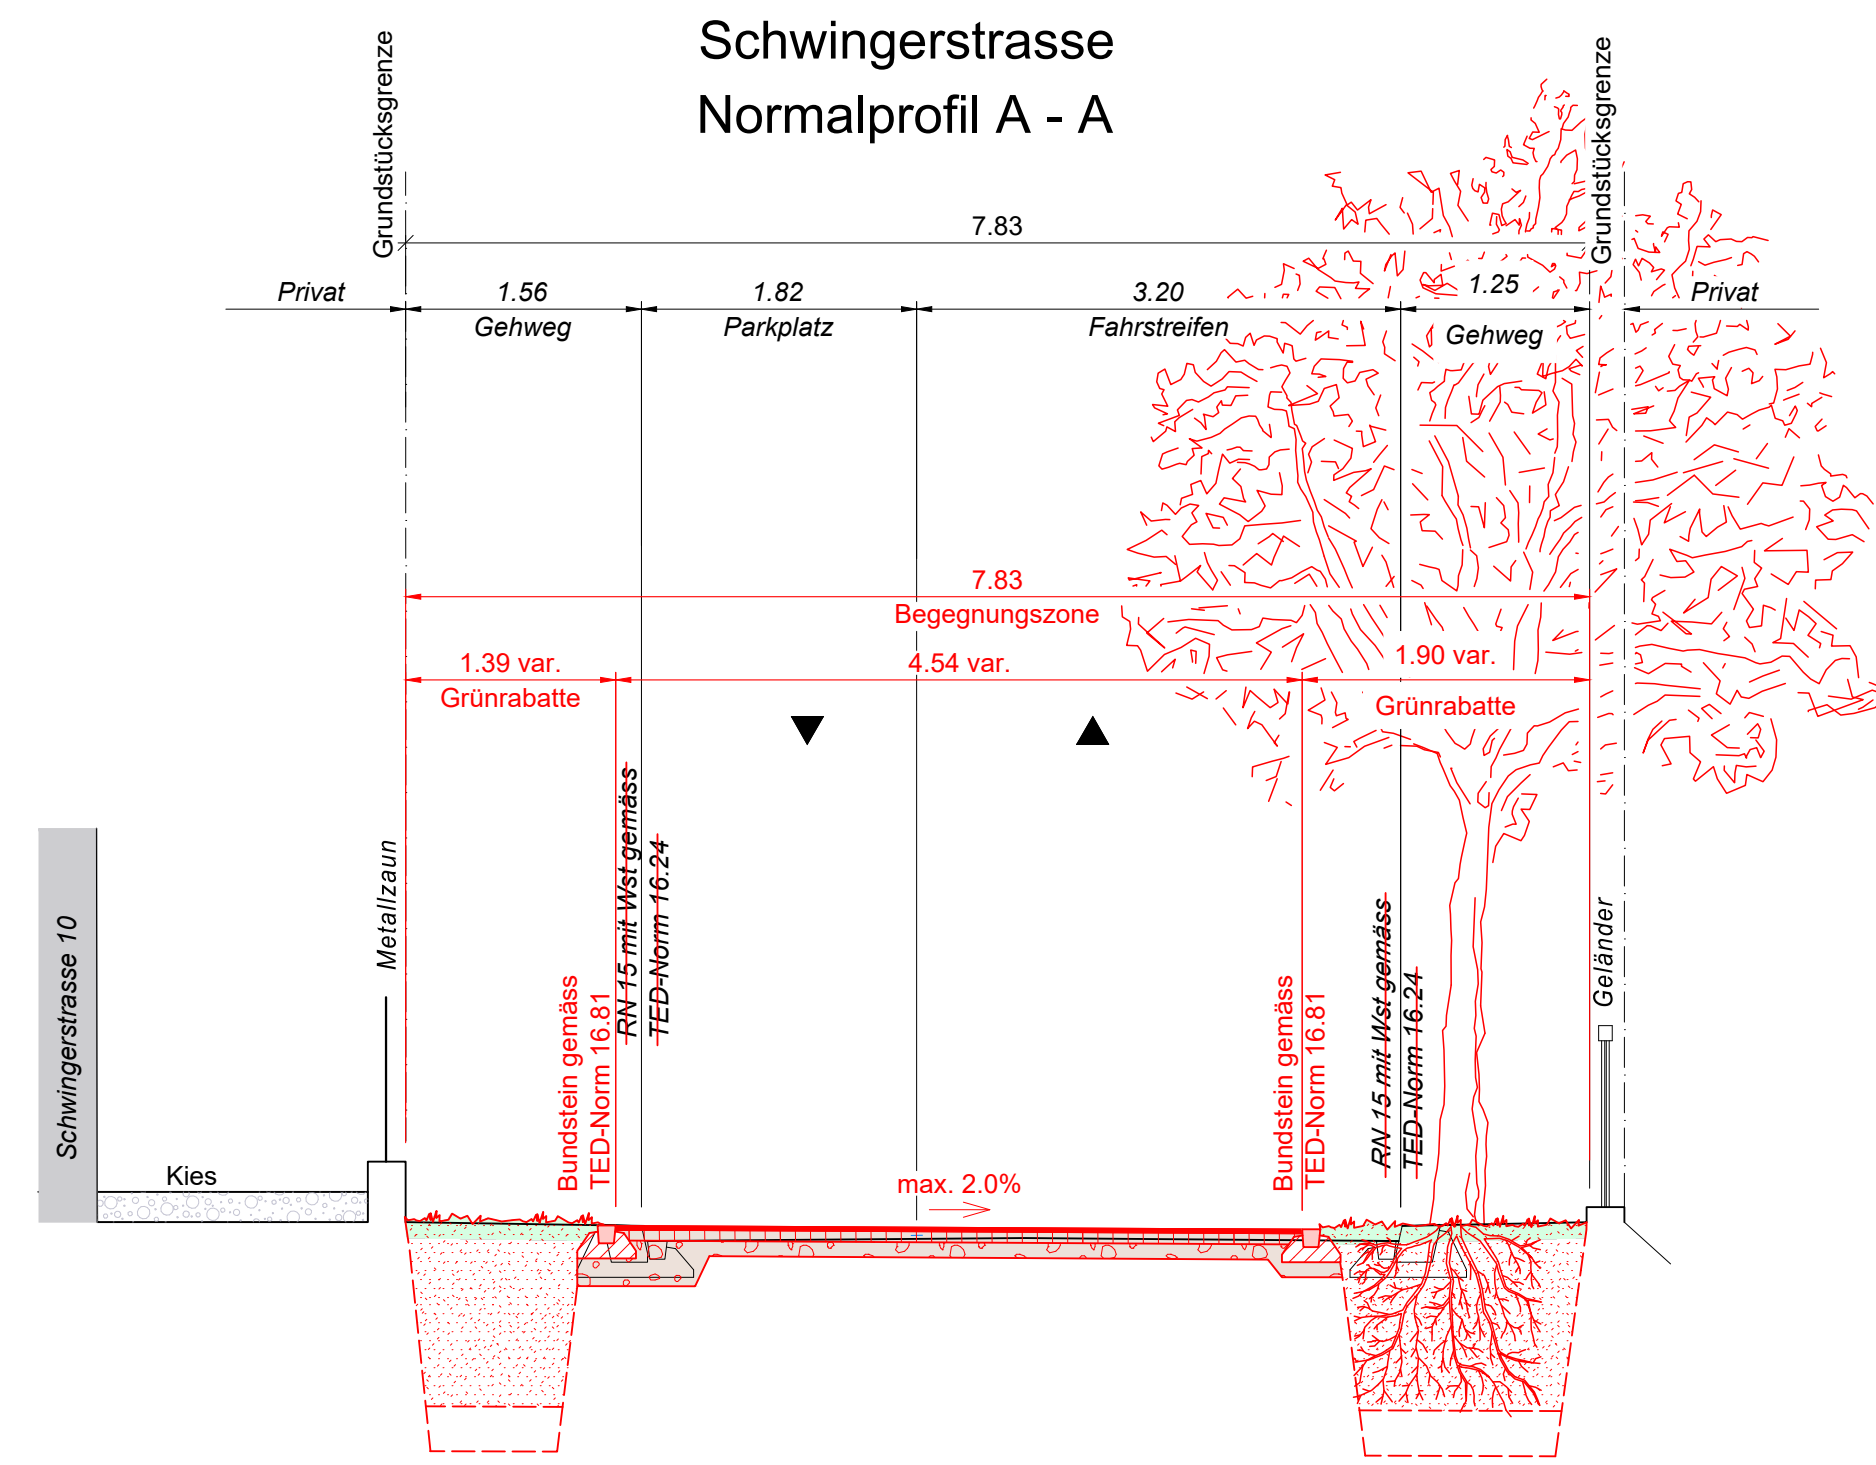 Schwingerstrasse
Normalprofil A - A
Grundstücksgrenze
Grundstücksgrenze
7.83
Privat
1.56
Gehweg
1.82
Parkplatz
3.20
Fahrstreifen
1.25
Gehweg
Privat
7.83
Begegnungszone
1.39 var.
Grünrabatte
4.54 var.
1.90 var.
Grünrabatte
Schwingerstrasse 10
Metallzaun
Bundstein gemäss
TED-Norm 16.81
RN 15 mit Wst gemäss
TED-Norm 16.24
Bundstein gemäss
TED-Norm 16.81
RN 15 mit Wst gemäss
TED-Norm 16.24
Geländer
Kies
max. 2.0%